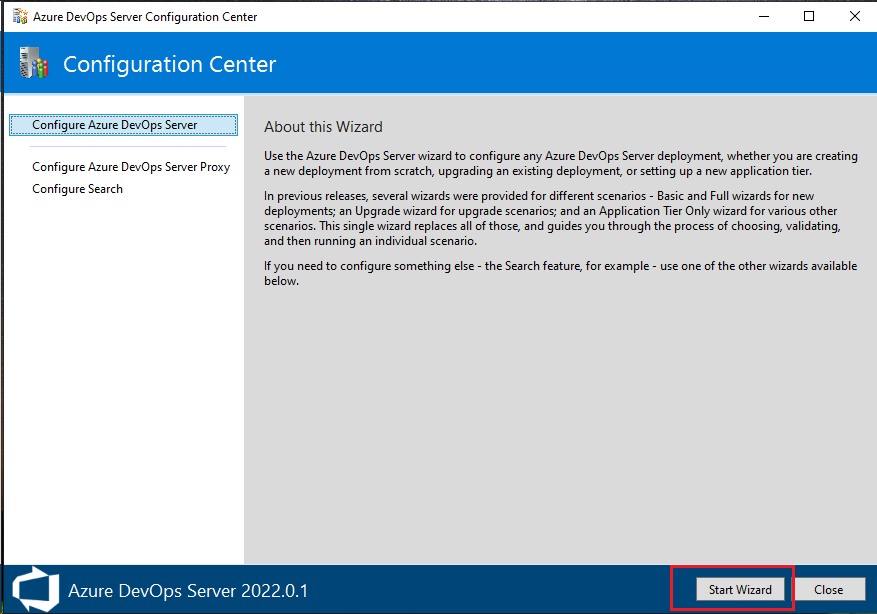 Azure DevOps Server Configuration Center
Configuration Center
Configure Azure DevOps Server
Configure Azure DevOps Server Proxy
Configure Search
About this Wizard
Use the Azure DevOps Server wizard to configure any Azure DevOps Server deployment, whether you are creating
a new deployment from scratch, upgrading an existing deployment, or setting up a new application tier.
In previous releases, several wizards were provided for different scenarios - Basic and Full wizards for new
deployments; an Upgrade wizard for upgrade scenarios; and an Application Tier Only wizard for various other
scenarios. This single wizard replaces all of those, and guides you through the process of choosing, validating,
and then running an individual scenario.
If you need to configure something else - the Search feature, for example - use one of the other wizards available
below.
Azure DevOps Server 2022.0.1
Start Wizard
Close